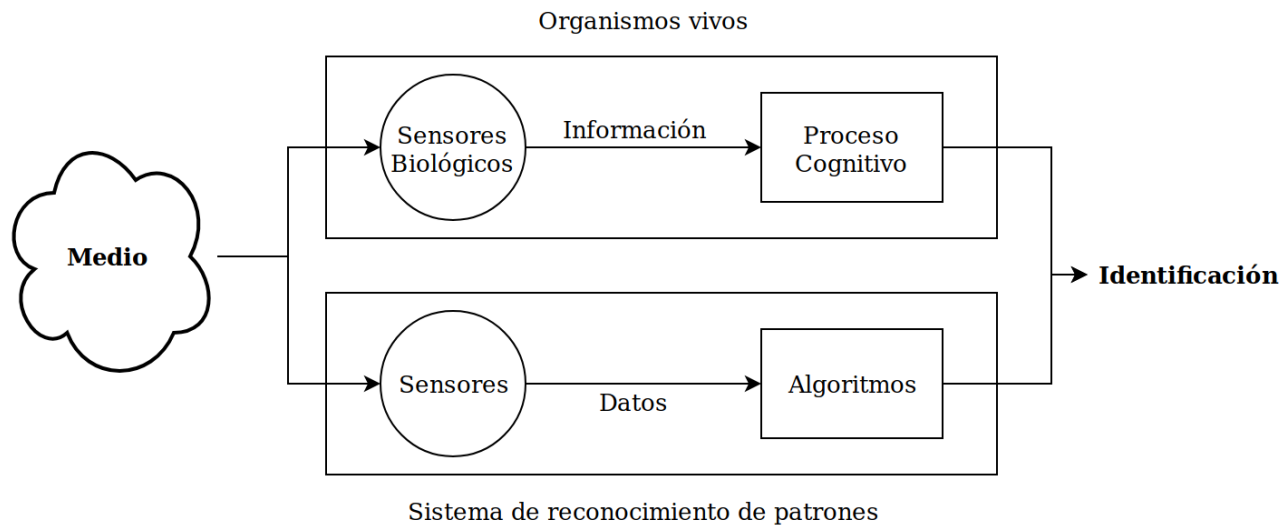 Organismos vivos
Sensores
Biológicos
Información
Proceso
Cognitivo
Medio
Identificación
Sensores
Datos
Algoritmos
Sistema de reconocimiento de patrones